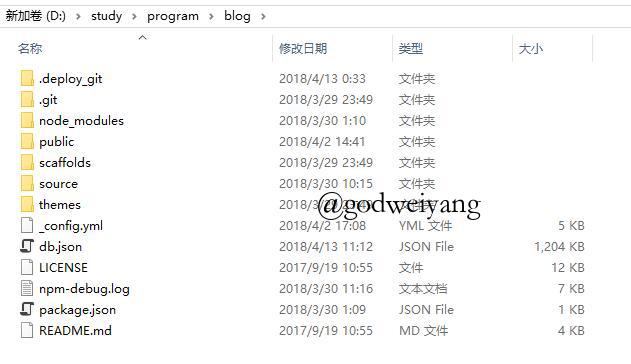 新加卷 (D:) > study > program > blog >
名称 修改日期 类型 大小
.deploy_git 2018/4/13 0:33 文件夹
.git 2018/3/29 23:49 文件夹
node_modules 2018/3/30 1:10 文件夹
public 2018/4/2 14:41 文件夹
scaffolds 2018/3/29 23:49 文件夹
source 2018/3/30 10:15 文件夹
themes
@godweiyang
_config.yml 2018/4/2 17:08 YML 文件 5 KB
db.json 2018/4/13 11:12 JSON File 1,204 KB
LICENSE 2017/9/19 10:55 文件 12 KB
npm-debug.log 2018/3/30 11:16 文本文档 7 KB
package.json 2018/3/30 1:09 JSON File 1 KB
README.md 2017/9/19 10:55 MD 文件 4 KB